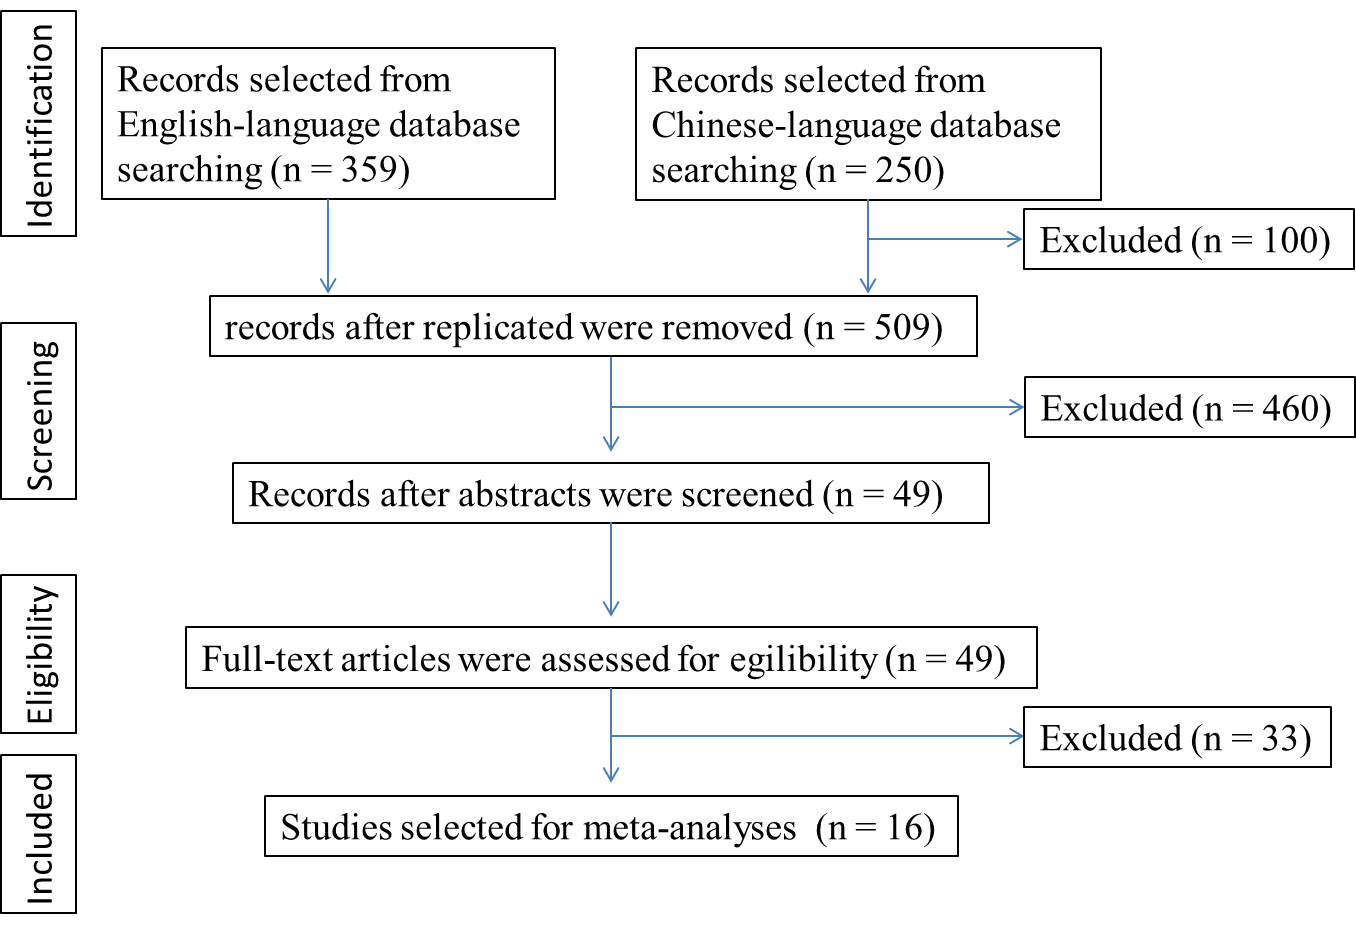 Identification
Records selected from
English-language database
searching (n = 359)
Records selected from
Chinese-language database
searching (n = 250)
Excluded (n = 100)
records after replicated were removed (n = 509)
Screening
Excluded (n = 460)
Records after abstracts were screened (n = 49)
Eligibility
Full-text articles were assessed for egilibility (n = 49)
Excluded (n = 33)
Included
Studies selected for meta-analyses (n = 16)